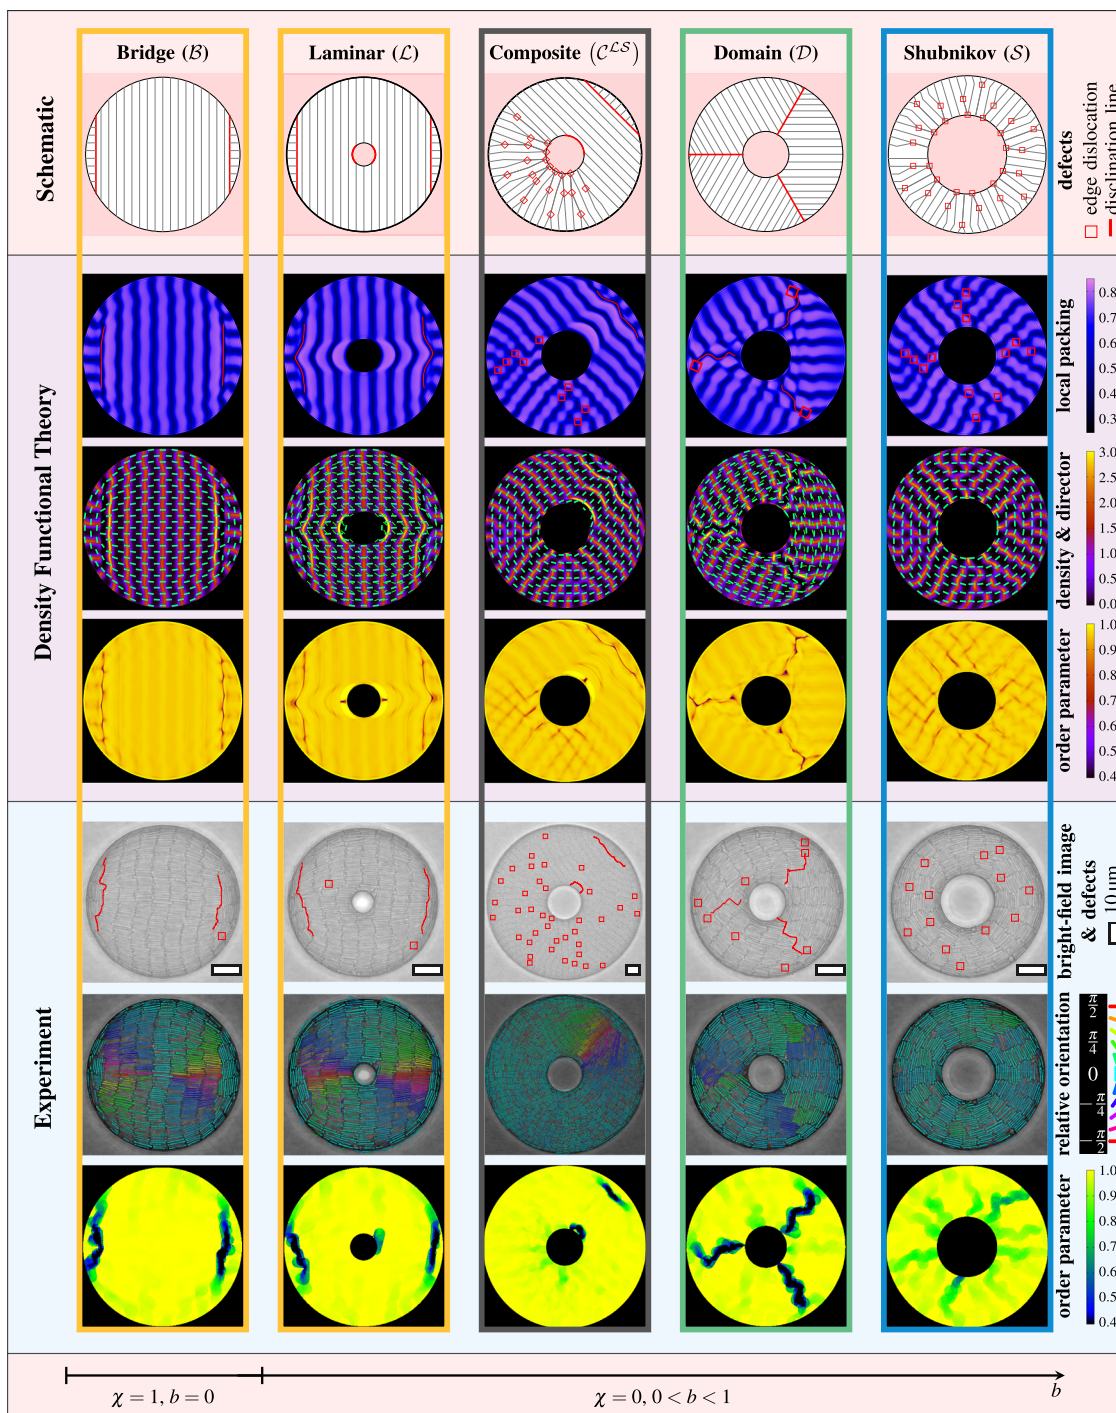 Bridge (ℬ)
Laminar (ℒ)
Composite (𝒞^ℒ𝒮)
Domain (𝒟)
Shubnikov (𝒮)
Schematic
defects
edge dislocation
disclination line
Density Functional Theory
local packing
0.8
0.7
0.6
0.5
0.4
0.3
density & director
3.0
2.5
2.0
1.5
1.0
0.5
0.0
order parameter
1.0
0.9
0.8
0.7
0.6
0.5
0.4
Experiment
bright-field image
& defects
10 µm
relative orientation
π/2
π/4
0
−π/4
−π/2
order parameter
1.0
0.9
0.8
0.7
0.6
0.5
0.4
χ = 1, b = 0
χ = 0, 0 < b < 1
b